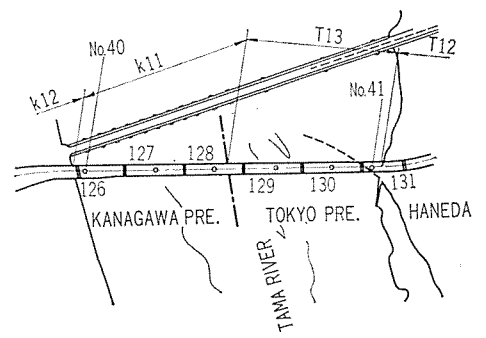 T13
T12
No.40
k11
k12
No.41
127
128
126
129
130
131
KANAGAWA PRE.
TOKYO PRE.
HANEDA
TAMA RIVER